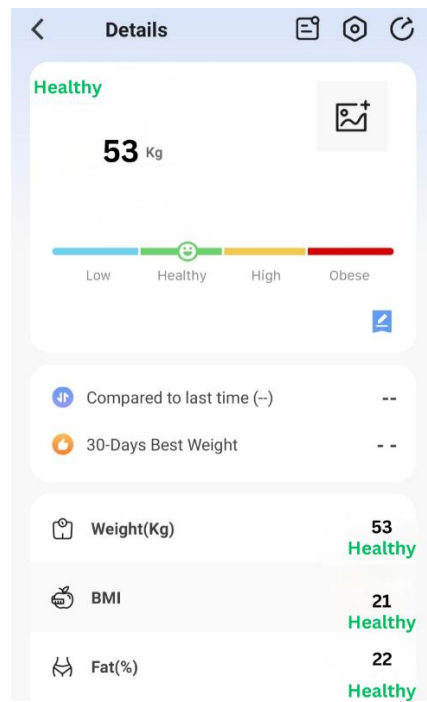 Details
Healthy
53 Kg
Low Healthy High Obese
Compared to last time (--) --
30-Days Best Weight - -
Weight(Kg) 53
Healthy
BMI 21
Healthy
Fat(%) 22
Healthy